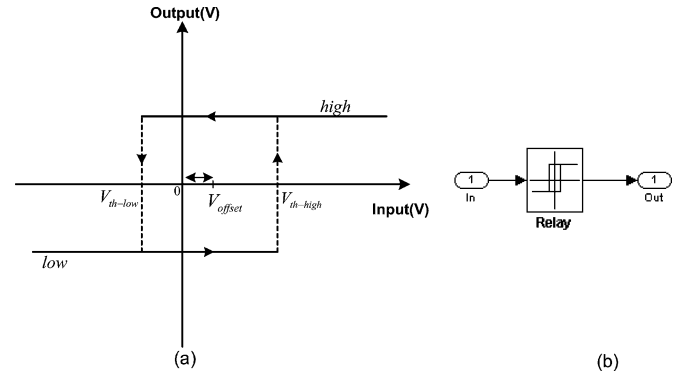 Output(V)
high
0
V_{th-low}
V_{offset}
V_{th-high}
Input(V)
low
(a)
1
In
Relay
1
Out
(b)